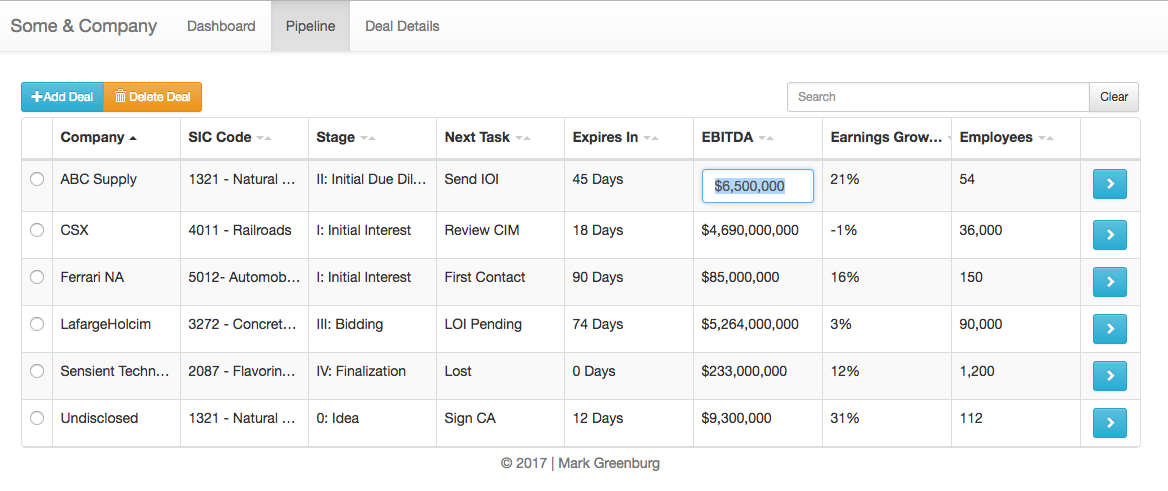 Some & Company Dashboard Pipeline Deal Details
+Add Deal Delete Deal Search Clear
Company SIC Code Stage Next Task Expires In EBITDA Earnings Grow... Employees
ABC Supply 1321 - Natural ... II: Initial Due Dil... Send IOI 45 Days $6,500,000 21% 54
CSX 4011 - Railroads I: Initial Interest Review CIM 18 Days $4,690,000,000 -1% 36,000
Ferrari NA 5012- Automob... I: Initial Interest First Contact 90 Days $85,000,000 16% 150
LafargeHolcim 3272 - Concret... III: Bidding LOI Pending 74 Days $5,264,000,000 3% 90,000
Sensient Techn... 2087 - Flavorin... IV: Finalization Lost 0 Days $233,000,000 12% 1,200
Undisclosed 1321 - Natural ... 0: Idea Sign CA 12 Days $9,300,000 31% 112
© 2017 | Mark Greenburg